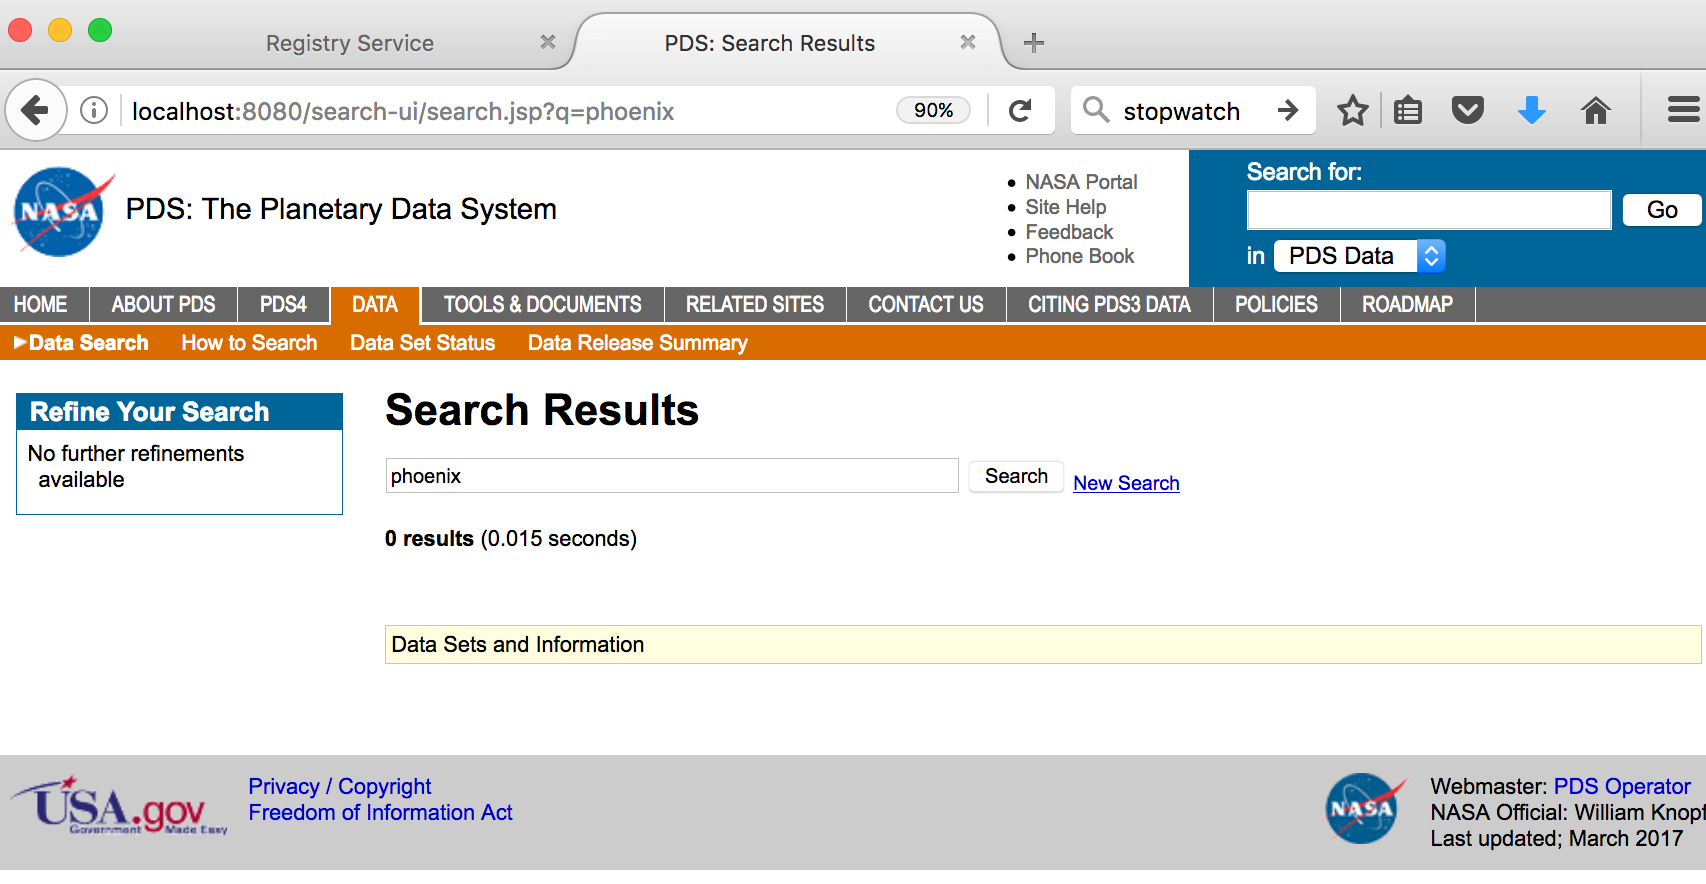 Registry Service
PDS: Search Results
localhost:8080/search-ui/search.jsp?q=phoenix
90%
stopwatch
NASA
PDS: The Planetary Data System
NASA Portal
Site Help
Feedback
Phone Book
Search for:
Go
in PDS Data
HOME ABOUT PDS PDS4 DATA TOOLS & DOCUMENTS RELATED SITES CONTACT US CITING PDS3 DATA POLICIES ROADMAP
Data Search How to Search Data Set Status Data Release Summary
Refine Your Search
No further refinements
available
Search Results
phoenix
Search
New Search
0 results (0.015 seconds)
Data Sets and Information
USA.gov
Government Made Easy
Privacy / Copyright
Freedom of Information Act
NASA
Webmaster: PDS Operator
NASA Official: William Knopf
Last updated; March 2017